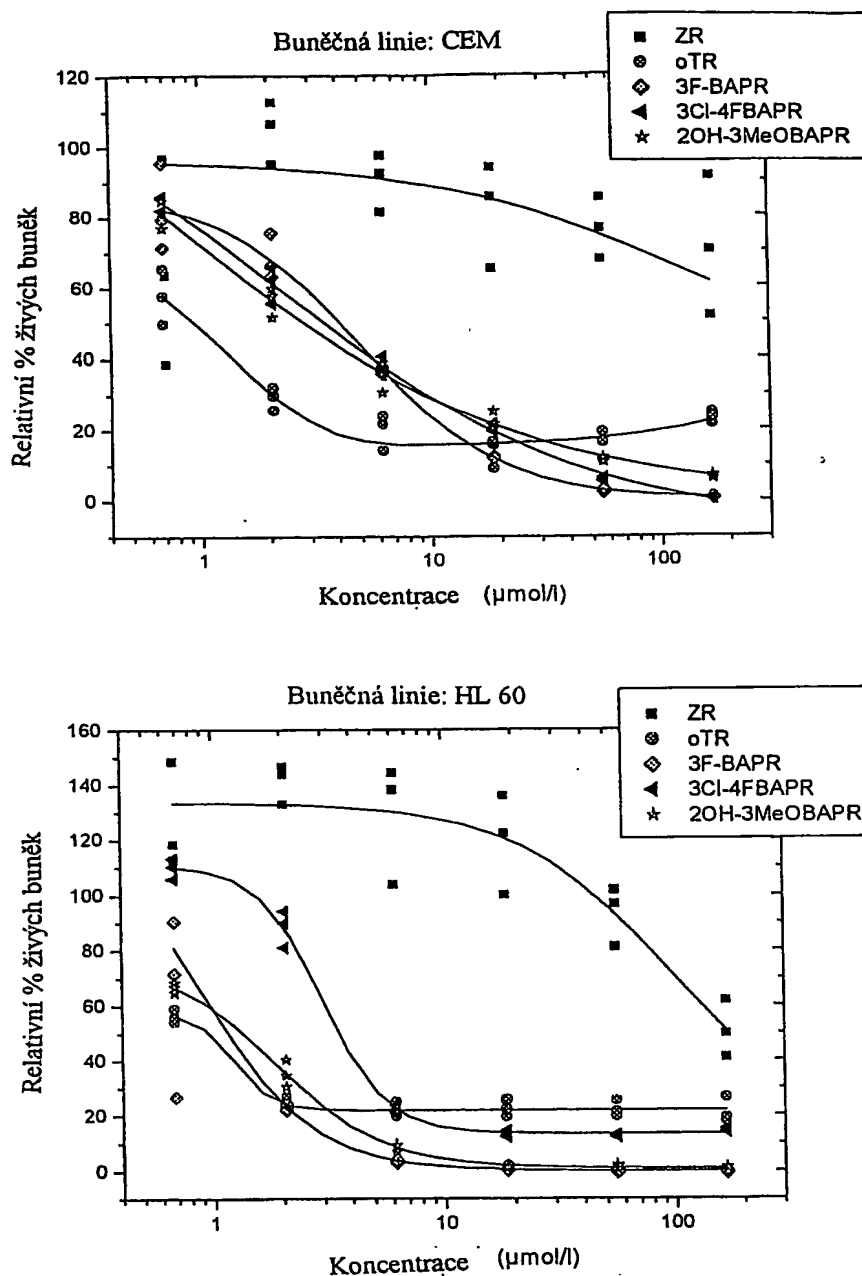 Buněčná linie: CEM
ZR
oTR
3F-BAPR
3Cl-4FBAPR
2OH-3MeOBAPR
Relativní % živých buněk
120
100
80
60
40
20
0
1
10
100
Koncentrace (µmol/l)
Buněčná linie: HL 60
ZR
oTR
3F-BAPR
3Cl-4FBAPR
2OH-3MeOBAPR
Relativní % živých buněk
160
140
120
100
80
60
40
20
0
1
10
100
Koncentrace (µmol/l)